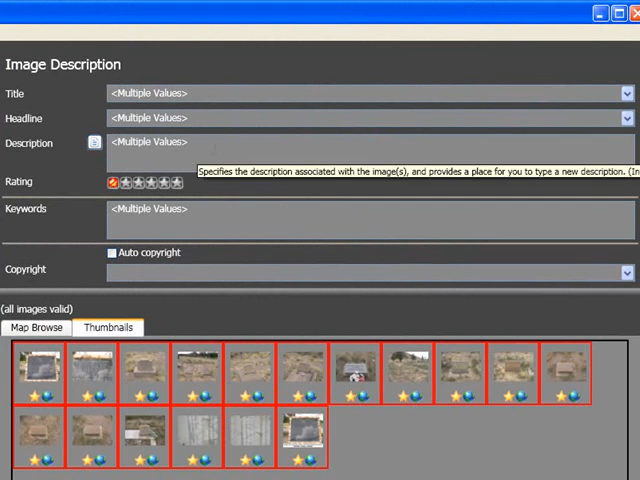 Image Description
Title <Multiple Values>
Headline <Multiple Values>
Description <Multiple Values>
Specifies the description associated with the image(s), and provides a place for you to type a new description. (In
Rating
Keywords <Multiple Values>
Auto copyright
Copyright
(all images valid)
Map Browse Thumbnails